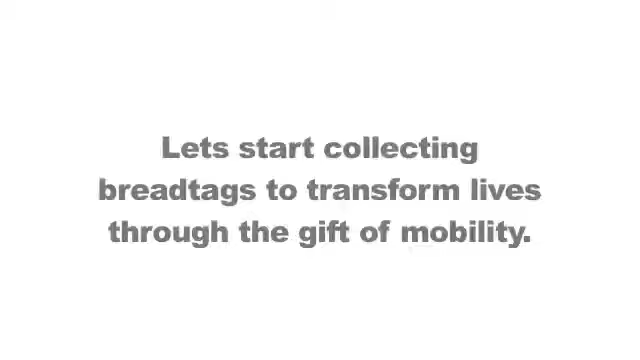 Lets start collecting
breadtags to transform lives
through the gift of mobility.